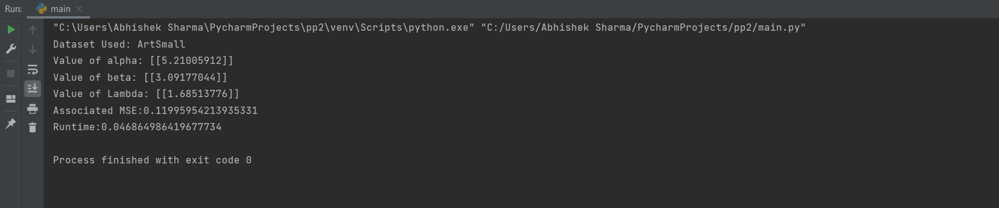 Run: main
"C:\Users\Abhishek Sharma\PycharmProjects\pp2\venv\Scripts\python.exe" "C:/Users/Abhishek Sharma/PycharmProjects/pp2/main.py"
Dataset Used: ArtSmall
Value of alpha: [[5.21005912]]
Value of beta: [[3.09177044]]
Value of Lambda: [[1.68513776]]
Associated MSE:0.11995954213935331
Runtime:0.046864986419677734
Process finished with exit code 0